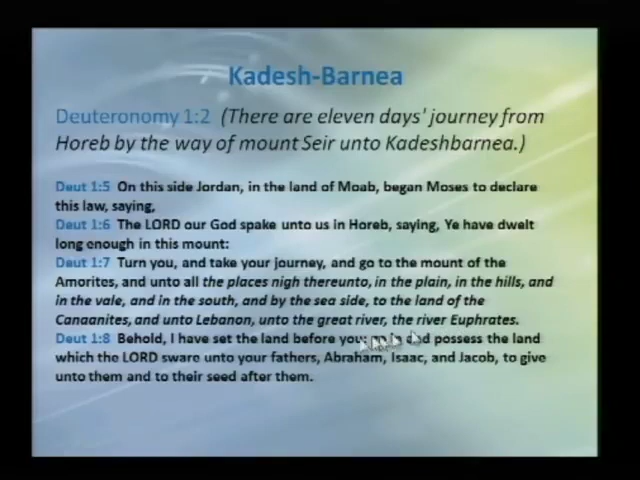 Kadesh-Barnea
Deuteronomy 1:2 (There are eleven days' journey from
Horeb by the way of mount Seir unto Kadeshbarnea.)
Deut 1:5 On this side Jordan, in the land of Moab, began Moses to declare
this law, saying,
Deut 1:6 The LORD our God spake unto us in Horeb, saying, Ye have dwelt
long enough in this mount:
Deut 1:7 Turn you, and take your journey, and go to the mount of the
Amorites, and unto all the places nigh thereunto, in the plain, in the hills, and
in the vale, and in the south, and by the sea side, to the land of the
Canaanites, and unto Lebanon, unto the great river, the river Euphrates.
Deut 1:8 Behold, I have set the land before you: possess the land
which the LORD sware unto your fathers, Abraham, Isaac, and Jacob, to give
unto them and to their seed after them.